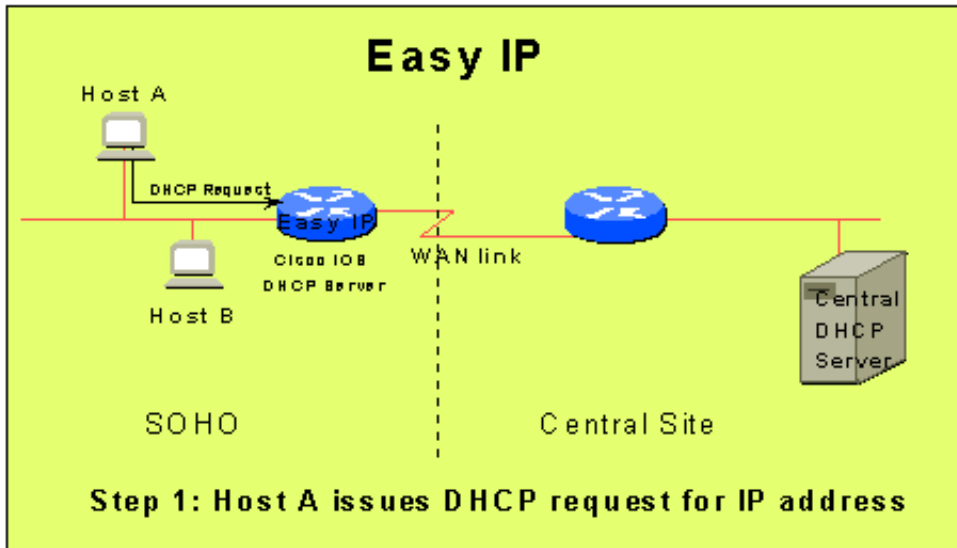 Easy IP
Host A
DHCP Request
Easy IP
Cisco IOS
DHCP Server
WAN link
Host B
Central
DHCP
Server
SOHO
Central Site
Step 1: Host A issues DHCP request for IP address